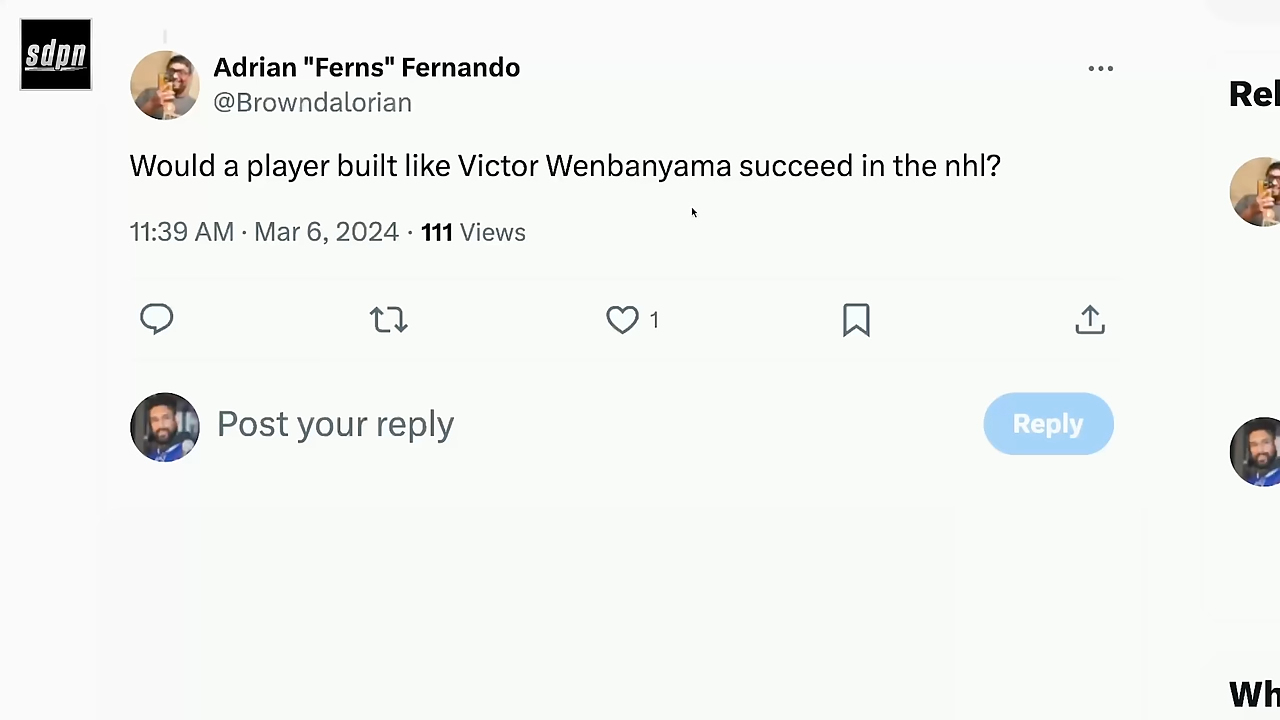 sdpn
Adrian "Ferns" Fernando
@Browndalorian
Would a player built like Victor Wenbanyama succeed in the nhl?
11:39 AM · Mar 6, 2024 · 111 Views
1
Post your reply
Reply
Rel
Wh